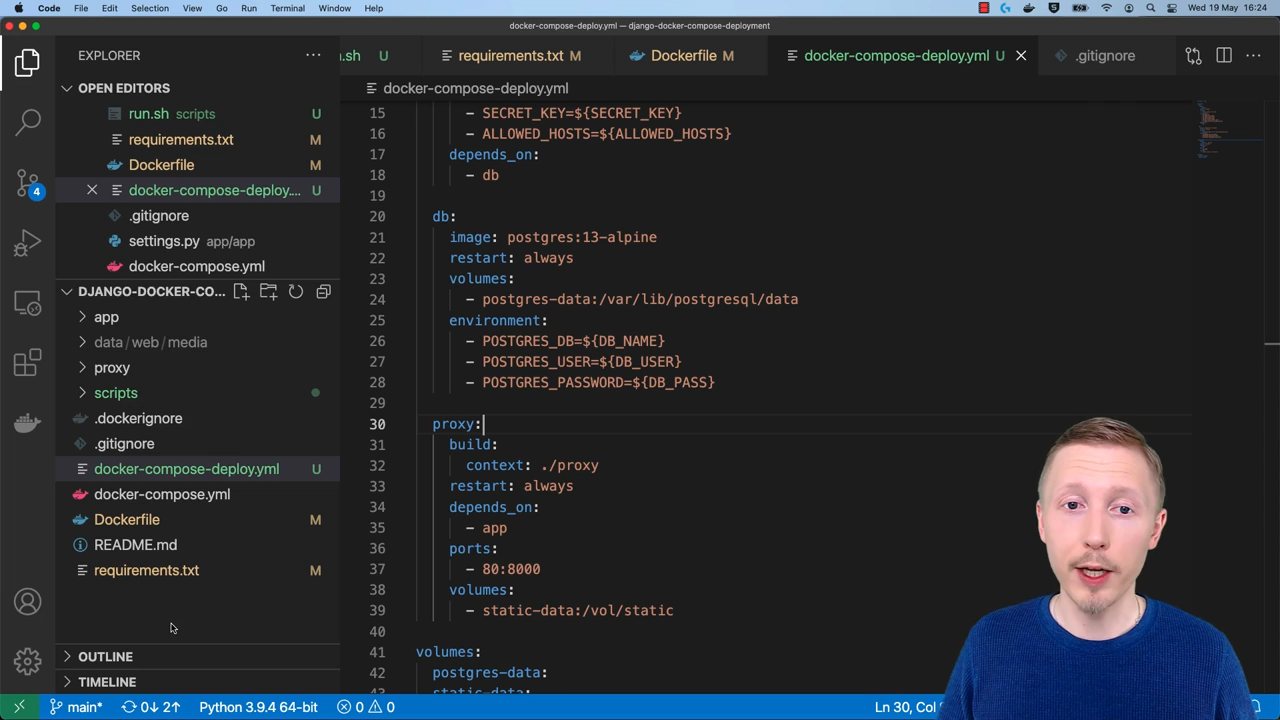 Code File Edit Selection View Go Run Terminal Window Help
Wed 19 May 16:24
docker-compose-deploy.yml — django-docker-compose-deployment
EXPLORER
OPEN EDITORS
run.sh scripts U
requirements.txt M
Dockerfile M
docker-compose-deploy.... U
.gitignore
settings.py app/app
docker-compose.yml
DJANGO-DOCKER-CO...
app
data/web/media
proxy
scripts
.dockerignore
.gitignore
docker-compose-deploy.yml U
docker-compose.yml
Dockerfile M
README.md
requirements.txt M
OUTLINE
TIMELINE
4
.sh U
requirements.txt M
Dockerfile M
docker-compose-deploy.yml U
.gitignore
docker-compose-deploy.yml
15 - SECRET_KEY=${SECRET_KEY}
16 - ALLOWED_HOSTS=${ALLOWED_HOSTS}
17 depends_on:
18 - db
19
20 db:
21 image: postgres:13-alpine
22 restart: always
23 volumes:
24 - postgres-data:/var/lib/postgresql/data
25 environment:
26 - POSTGRES_DB=${DB_NAME}
27 - POSTGRES_USER=${DB_USER}
28 - POSTGRES_PASSWORD=${DB_PASS}
29
30 proxy:
31 build:
32 context: ./proxy
33 restart: always
34 depends_on:
35 - app
36 ports:
37 - 80:8000
38 volumes:
39 - static-data:/vol/static
40
41 volumes:
42 postgres-data:
43 static-data:
main* 0↓ 2↑ Python 3.9.4 64-bit 0 0
Ln 30, Col